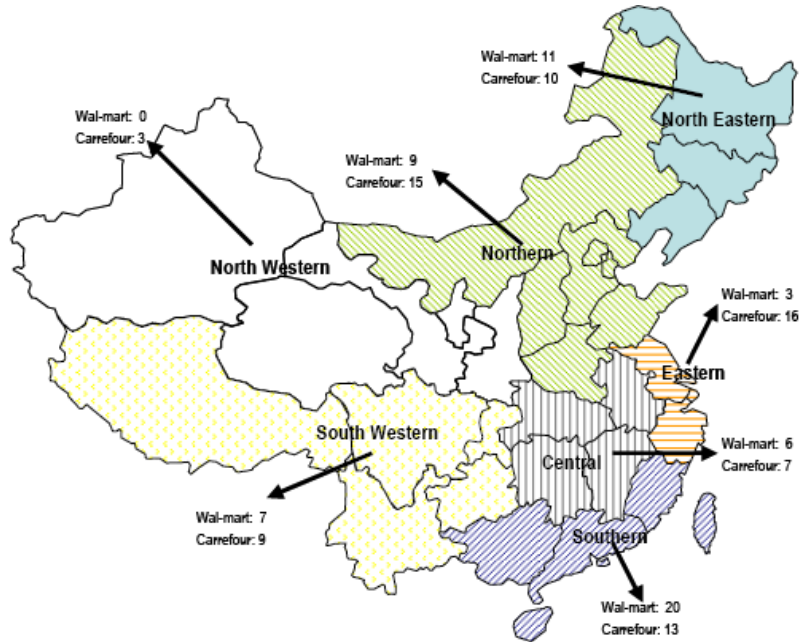 Wal-mart: 11
Carrefour: 10
North Eastern
Wal-mart: 0
Carrefour: 3
Wal-mart: 9
Carrefour: 15
Northern
North Western
Wal-mart: 3
Carrefour: 16
Eastern
South Western
Wal-mart: 6
Carrefour: 7
Central
Wal-mart: 7
Carrefour: 9
Southern
Wal-mart: 20
Carrefour: 13